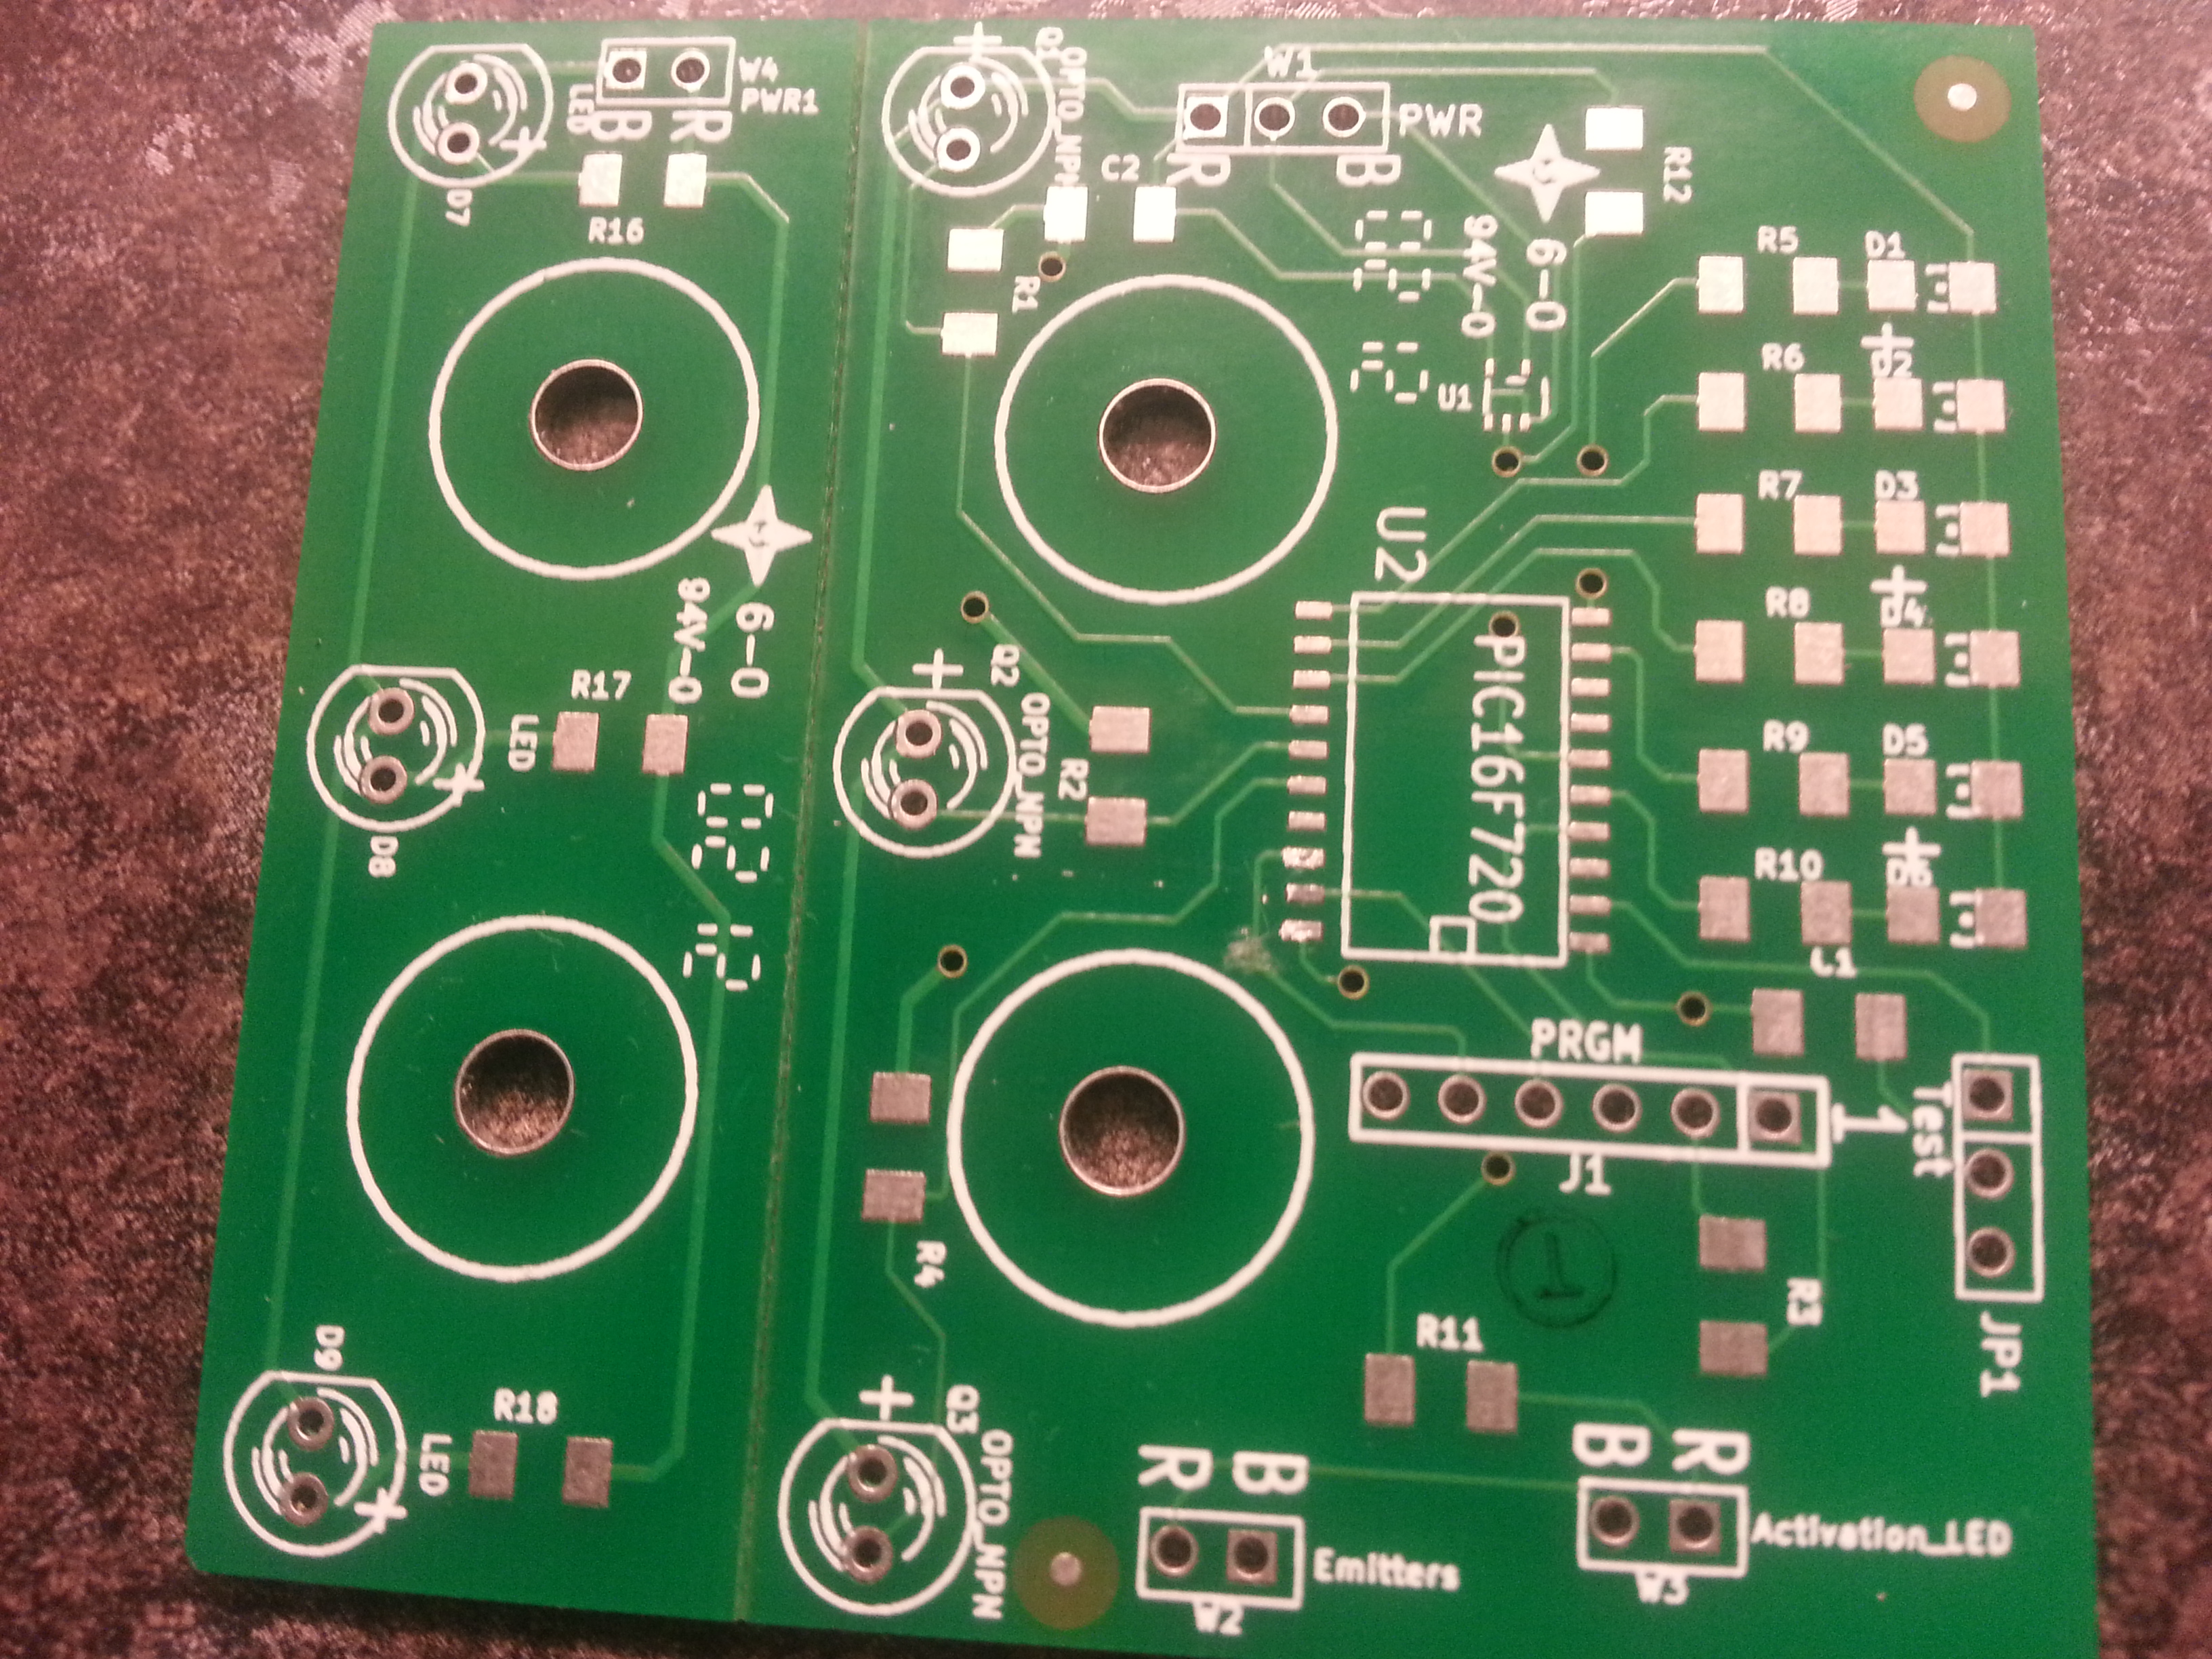 W4
PWR1
LED
B
R
+
D7
R16
+
Q1
OPTO_NPN
W1
PWR
R
B
C2
R1
R12
94V-0
6-0
U1
R5
D1
+
R6
D2
R7
D3
+
R8
D4
R9
D5
+
R10
D6
C1
U2
PIC16F720
94V-0
6-0
R17
LED
+
D8
+
Q2
OPTO_NPN
R2
PRGM
1
J1
Test
JP1
R4
1
R3
R11
D9
R18
LED
+
+
Q3
OPTO_NPN
R B
Emitters
W2
B R
Activation_LED
W3